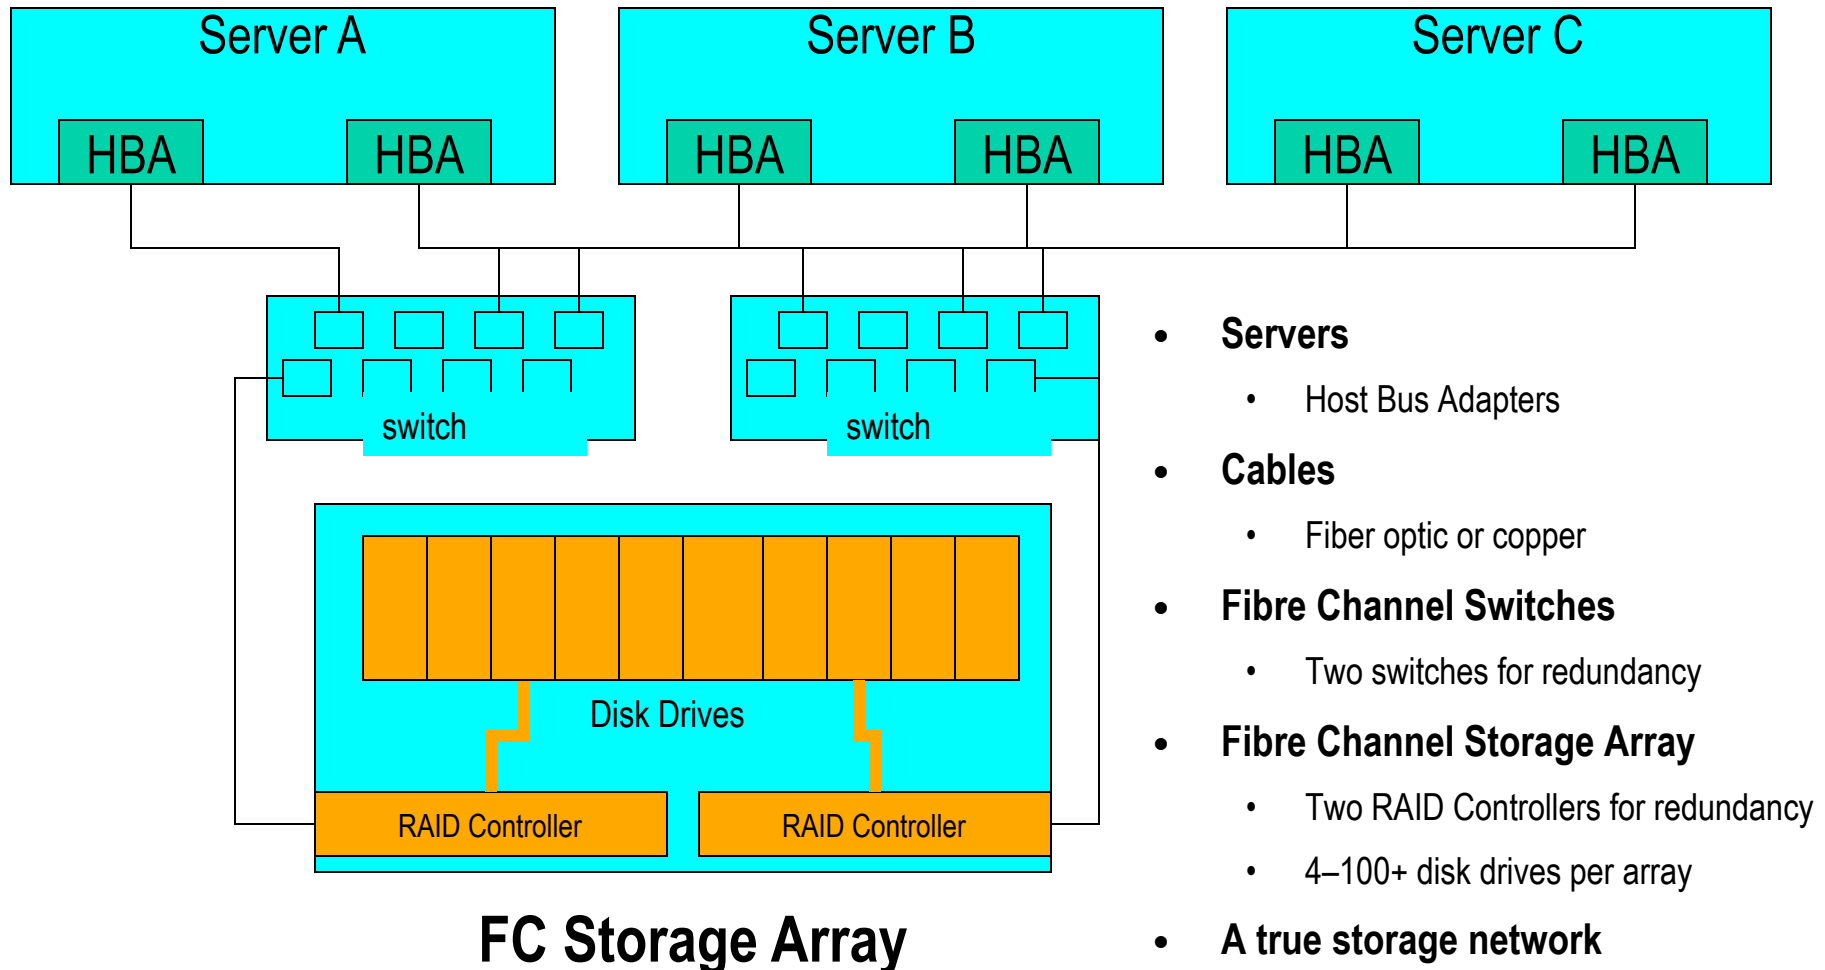 Server A
Server B
Server C
HBA
HBA
HBA
HBA
HBA
HBA
switch
switch
Disk Drives
RAID Controller
RAID Controller
FC Storage Array
• Servers
• Host Bus Adapters
• Cables
• Fiber optic or copper
• Fibre Channel Switches
• Two switches for redundancy
• Fibre Channel Storage Array
• Two RAID Controllers for redundancy
• 4–100+ disk drives per array
• A true storage network